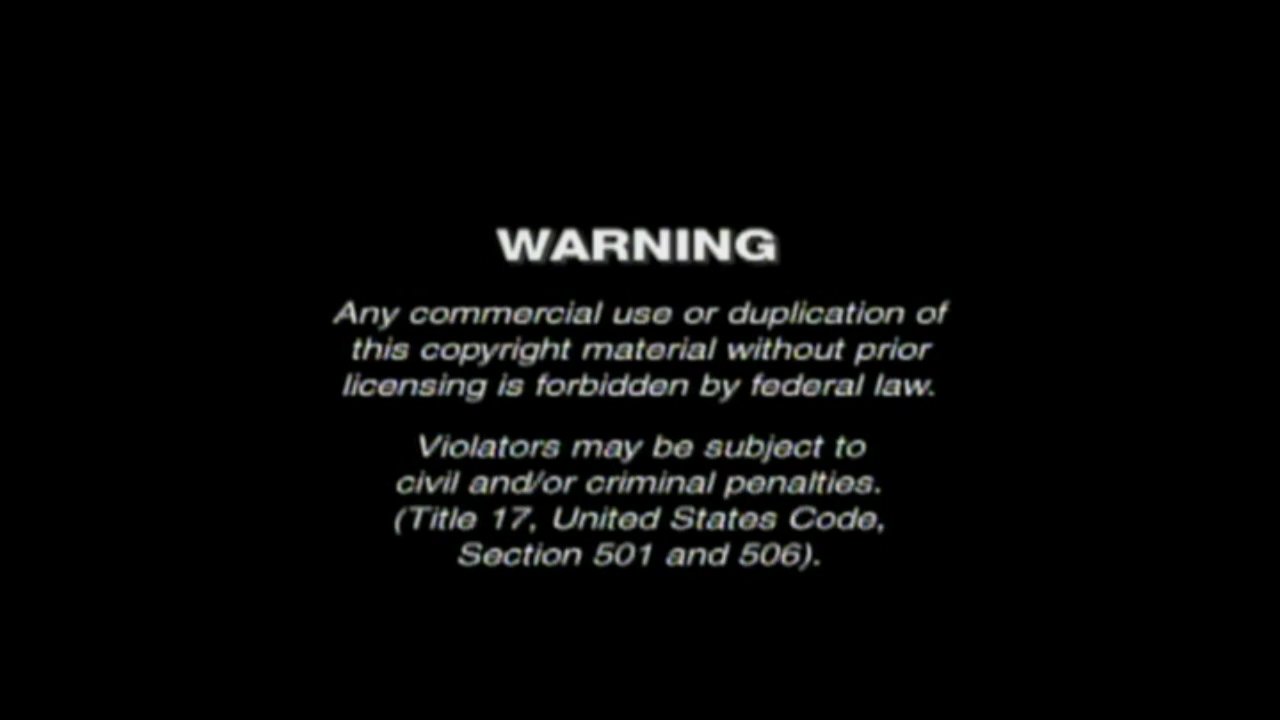 WARNING
Any commercial use or duplication of
this copyright material without prior
licensing is forbidden by federal law.
Violators may be subject to
civil and/or criminal penalties.
(Title 17, United States Code,
Section 501 and 506).